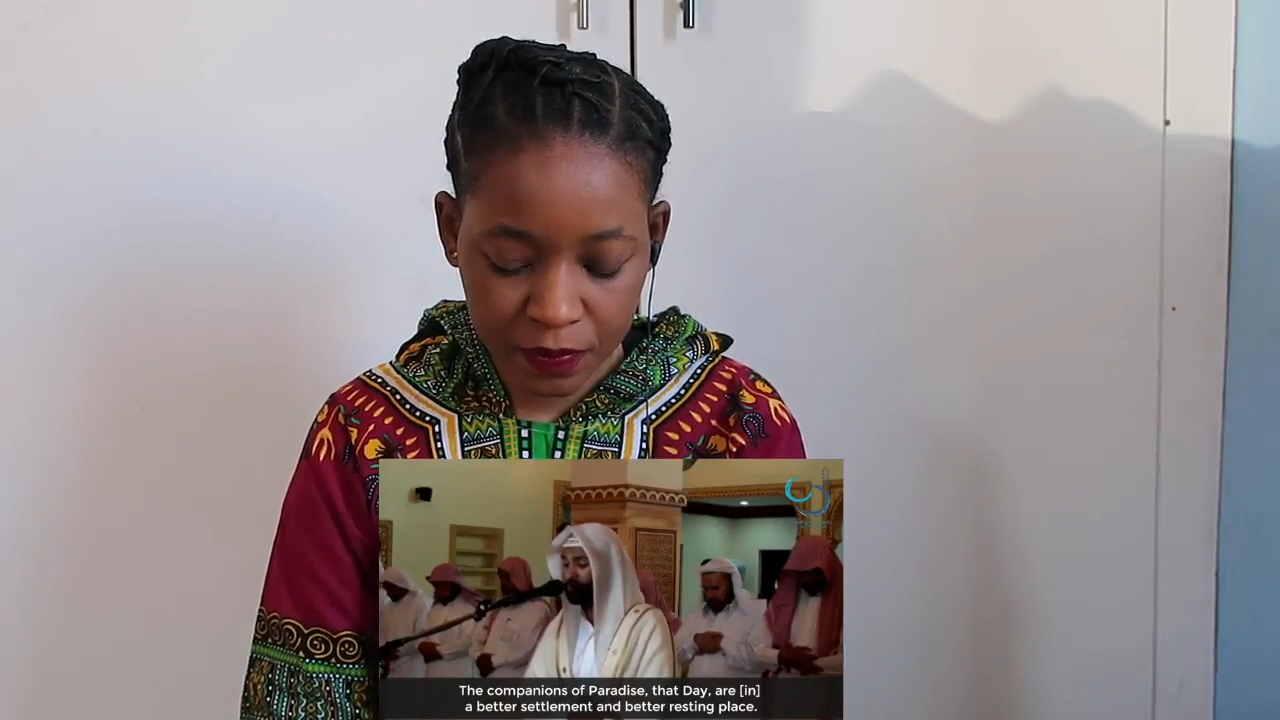 The companions of Paradise, that Day, are [in]
a better settlement and better resting place.